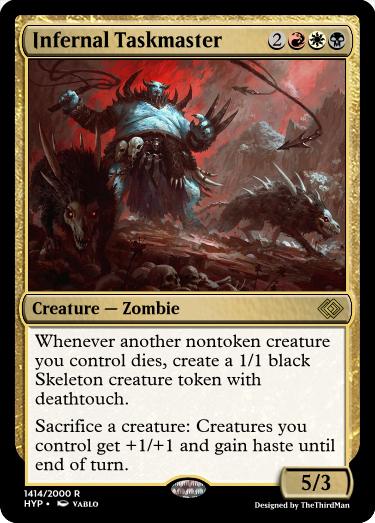 Infernal Taskmaster 2
Creature — Zombie
Whenever another nontoken creature
you control dies, create a 1/1 black
Skeleton creature token with
deathtouch.
Sacrifice a creature: Creatures you
control get +1/+1 and gain haste until
end of turn.
5/3
1414/2000 R
HYP • VABLO
Designed by TheThirdMan